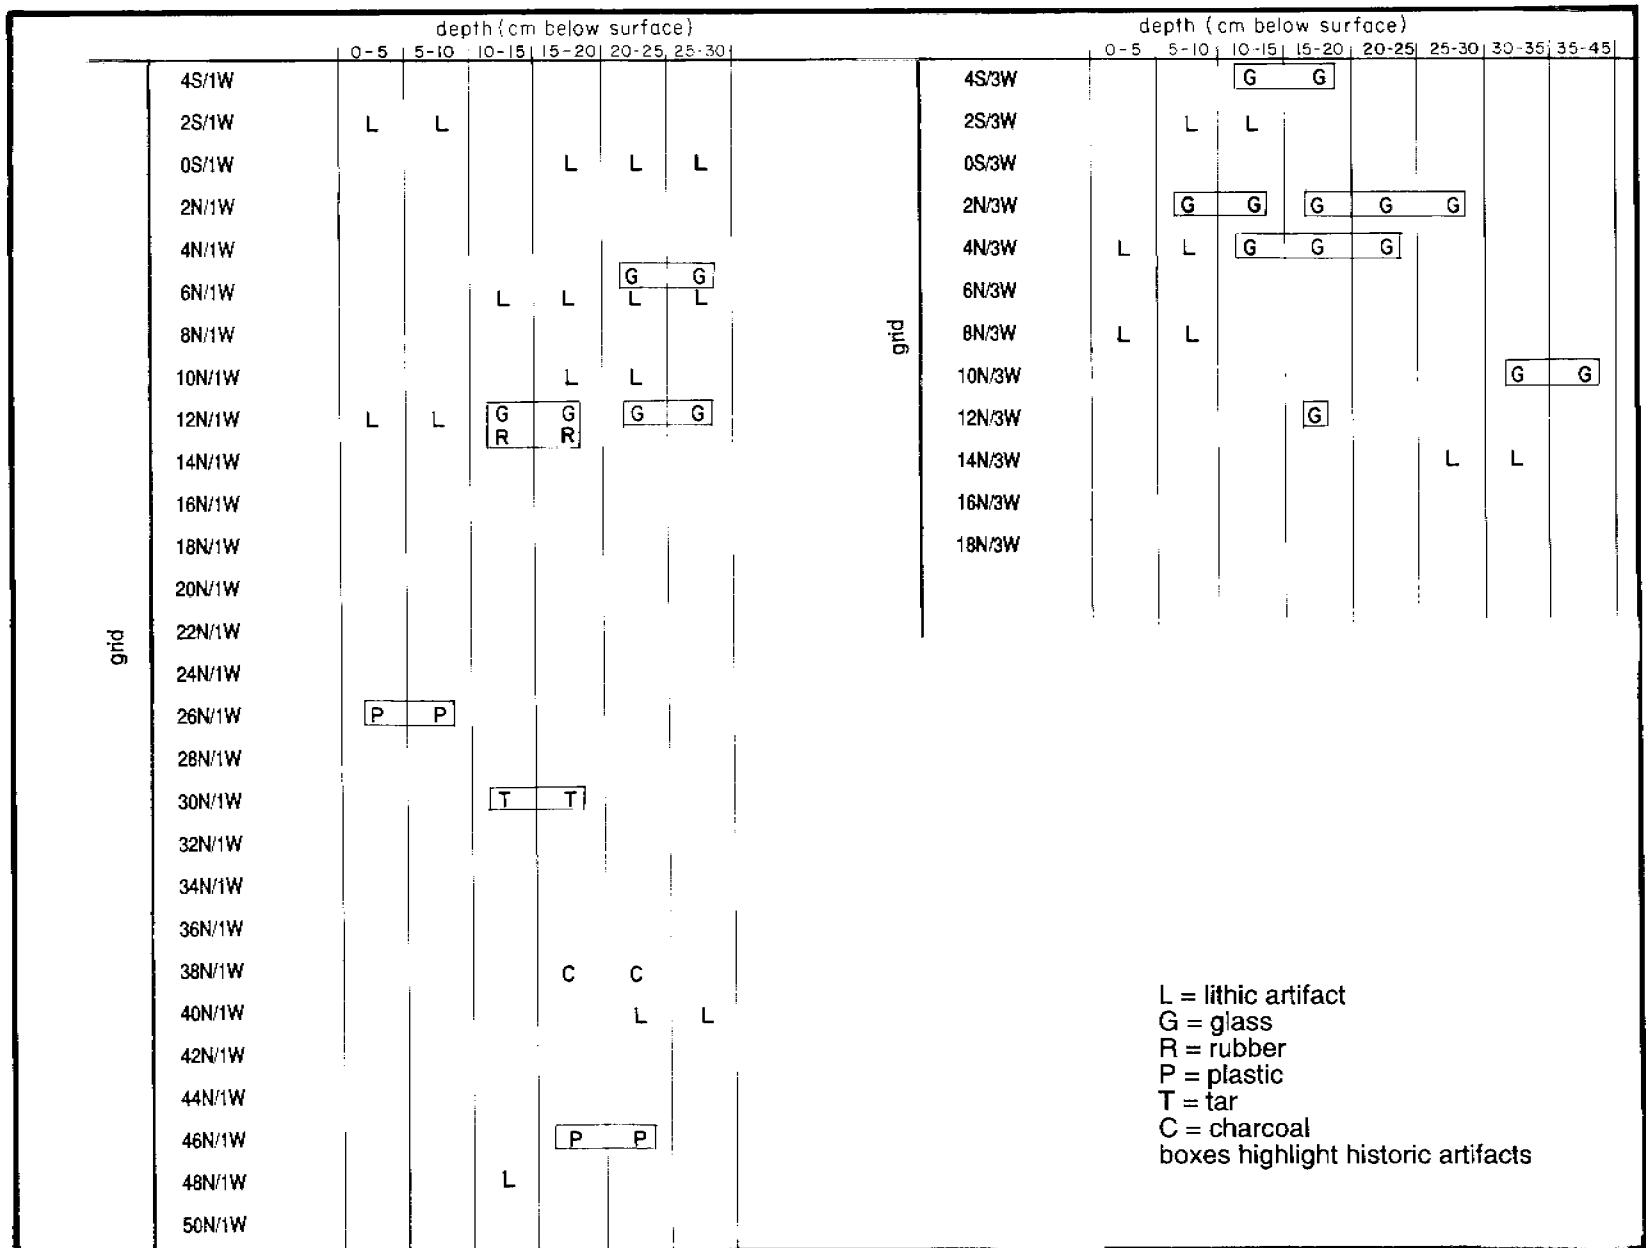 depth (cm below surface)
0-5 5-10 10-15 15-20 20-25 25-30
grid
4S/1W
2S/1W L L
0S/1W L L L
2N/1W
4N/1W
G G
6N/1W L L L L
8N/1W
10N/1W L L
12N/1W L L G G G G
R R
14N/1W
16N/1W
18N/1W
20N/1W
22N/1W
24N/1W
26N/1W P P
28N/1W
30N/1W T T
32N/1W
34N/1W
36N/1W
38N/1W C C
40N/1W L L
42N/1W
44N/1W
46N/1W P P
48N/1W L
50N/1W
depth (cm below surface)
0-5 5-10 10-15 15-20 20-25 25-30 30-35 35-45
grid
4S/3W G G
2S/3W L L
0S/3W
2N/3W G G G G G
4N/3W L L G G G
6N/3W
8N/3W L L
10N/3W G G
12N/3W G
14N/3W L L
16N/3W
18N/3W
L = lithic artifact
G = glass
R = rubber
P = plastic
T = tar
C = charcoal
boxes highlight historic artifacts